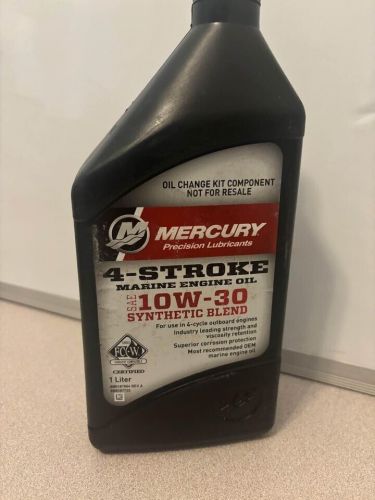 OIL CHANGE KIT COMPONENT
NOT FOR RESALE
MERCURY
Precision Lubricants
4-STROKE
MARINE ENGINE OIL
SAE 10W-30
SYNTHETIC BLEND
For use in 4-cycle outboard engines
Industry leading strength and
viscosity retention
Superior corrosion protection
Most recommended OEM
marine engine oil
FC-W
CERTIFIED
1 Liter